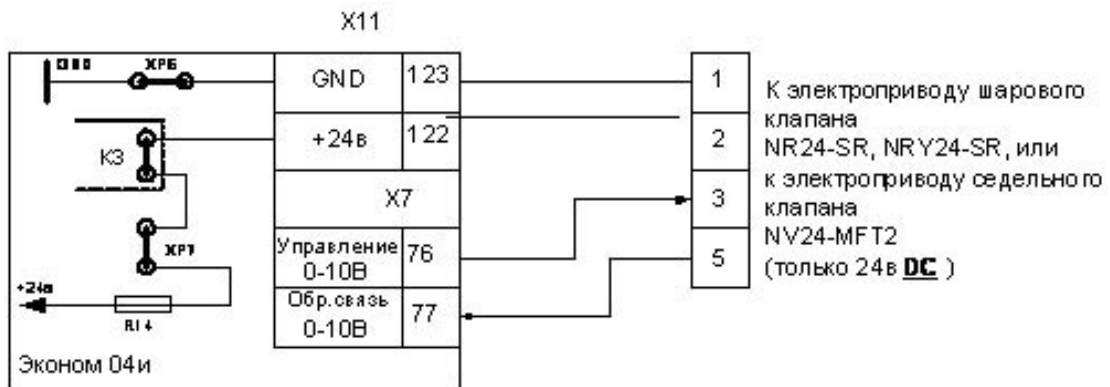 X11
XP6
GND 123
1
+24в 122
2
K3
X7
3
XP7
Управление 0-10В 76
5
+24в
R14
Обр.связь 0-10В 77
Эконом 04и
К электроприводу шарового
клапана
NR24-SR, NRY24-SR, или
к электроприводу седельного
клапана
NV24-MFT2
(только 24в DC )